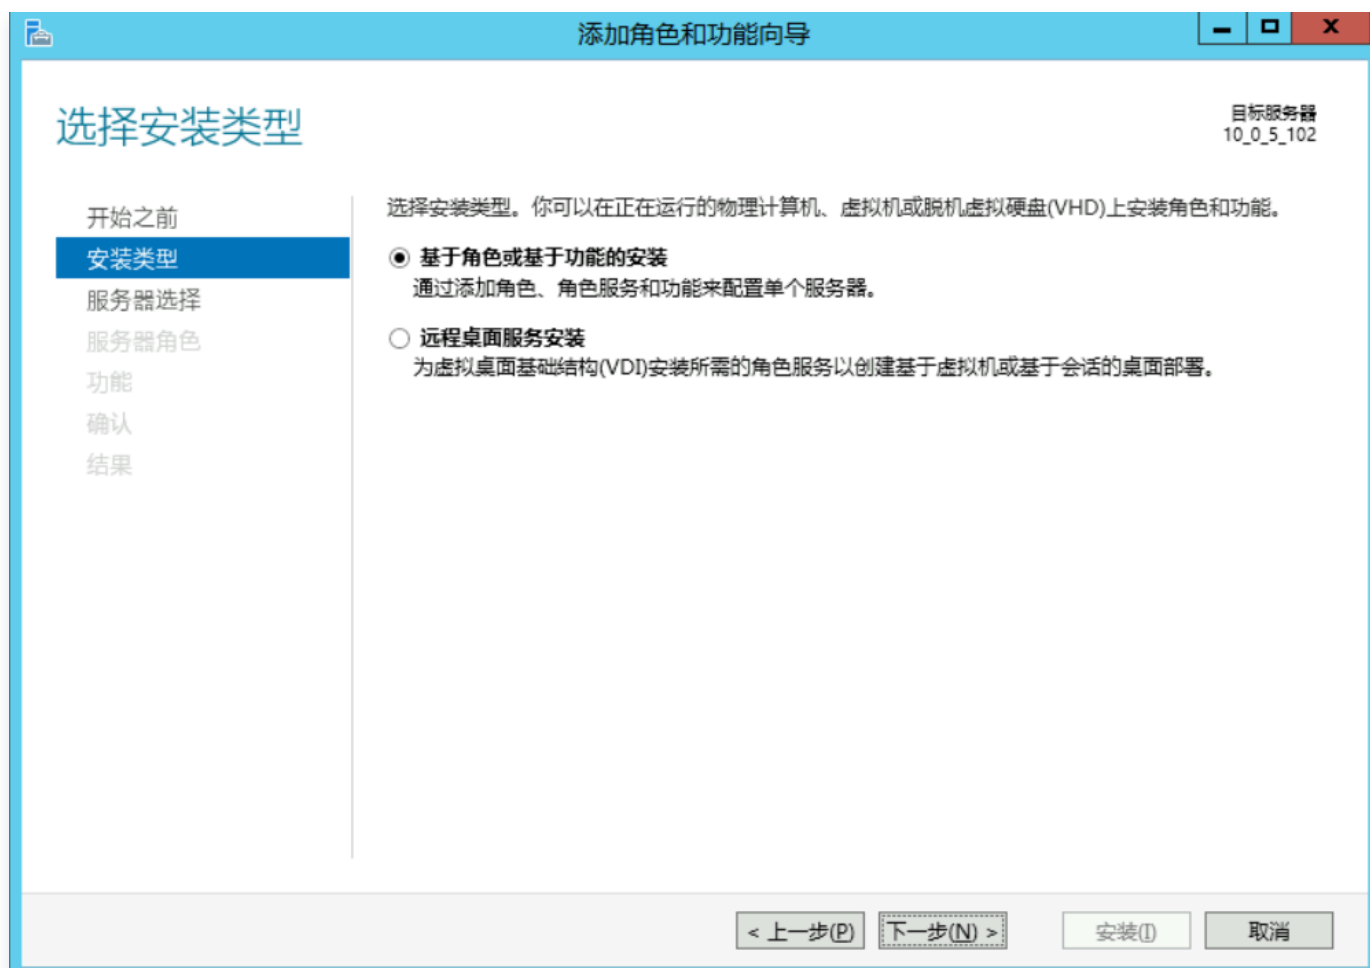 添加角色和功能向导
选择安装类型
目标服务器
10_0_5_102
开始之前
安装类型
服务器选择
服务器角色
功能
确认
结果
选择安装类型。你可以在正在运行的物理计算机、虚拟机或脱机虚拟硬盘(VHD)上安装角色和功能。
基于角色或基于功能的安装
通过添加角色、角色服务和功能来配置单个服务器。
远程桌面服务安装
为虚拟桌面基础结构(VDI)安装所需的角色服务以创建基于虚拟机或基于会话的桌面部署。
< 上一步(P)
下一步(N) >
安装(I)
取消